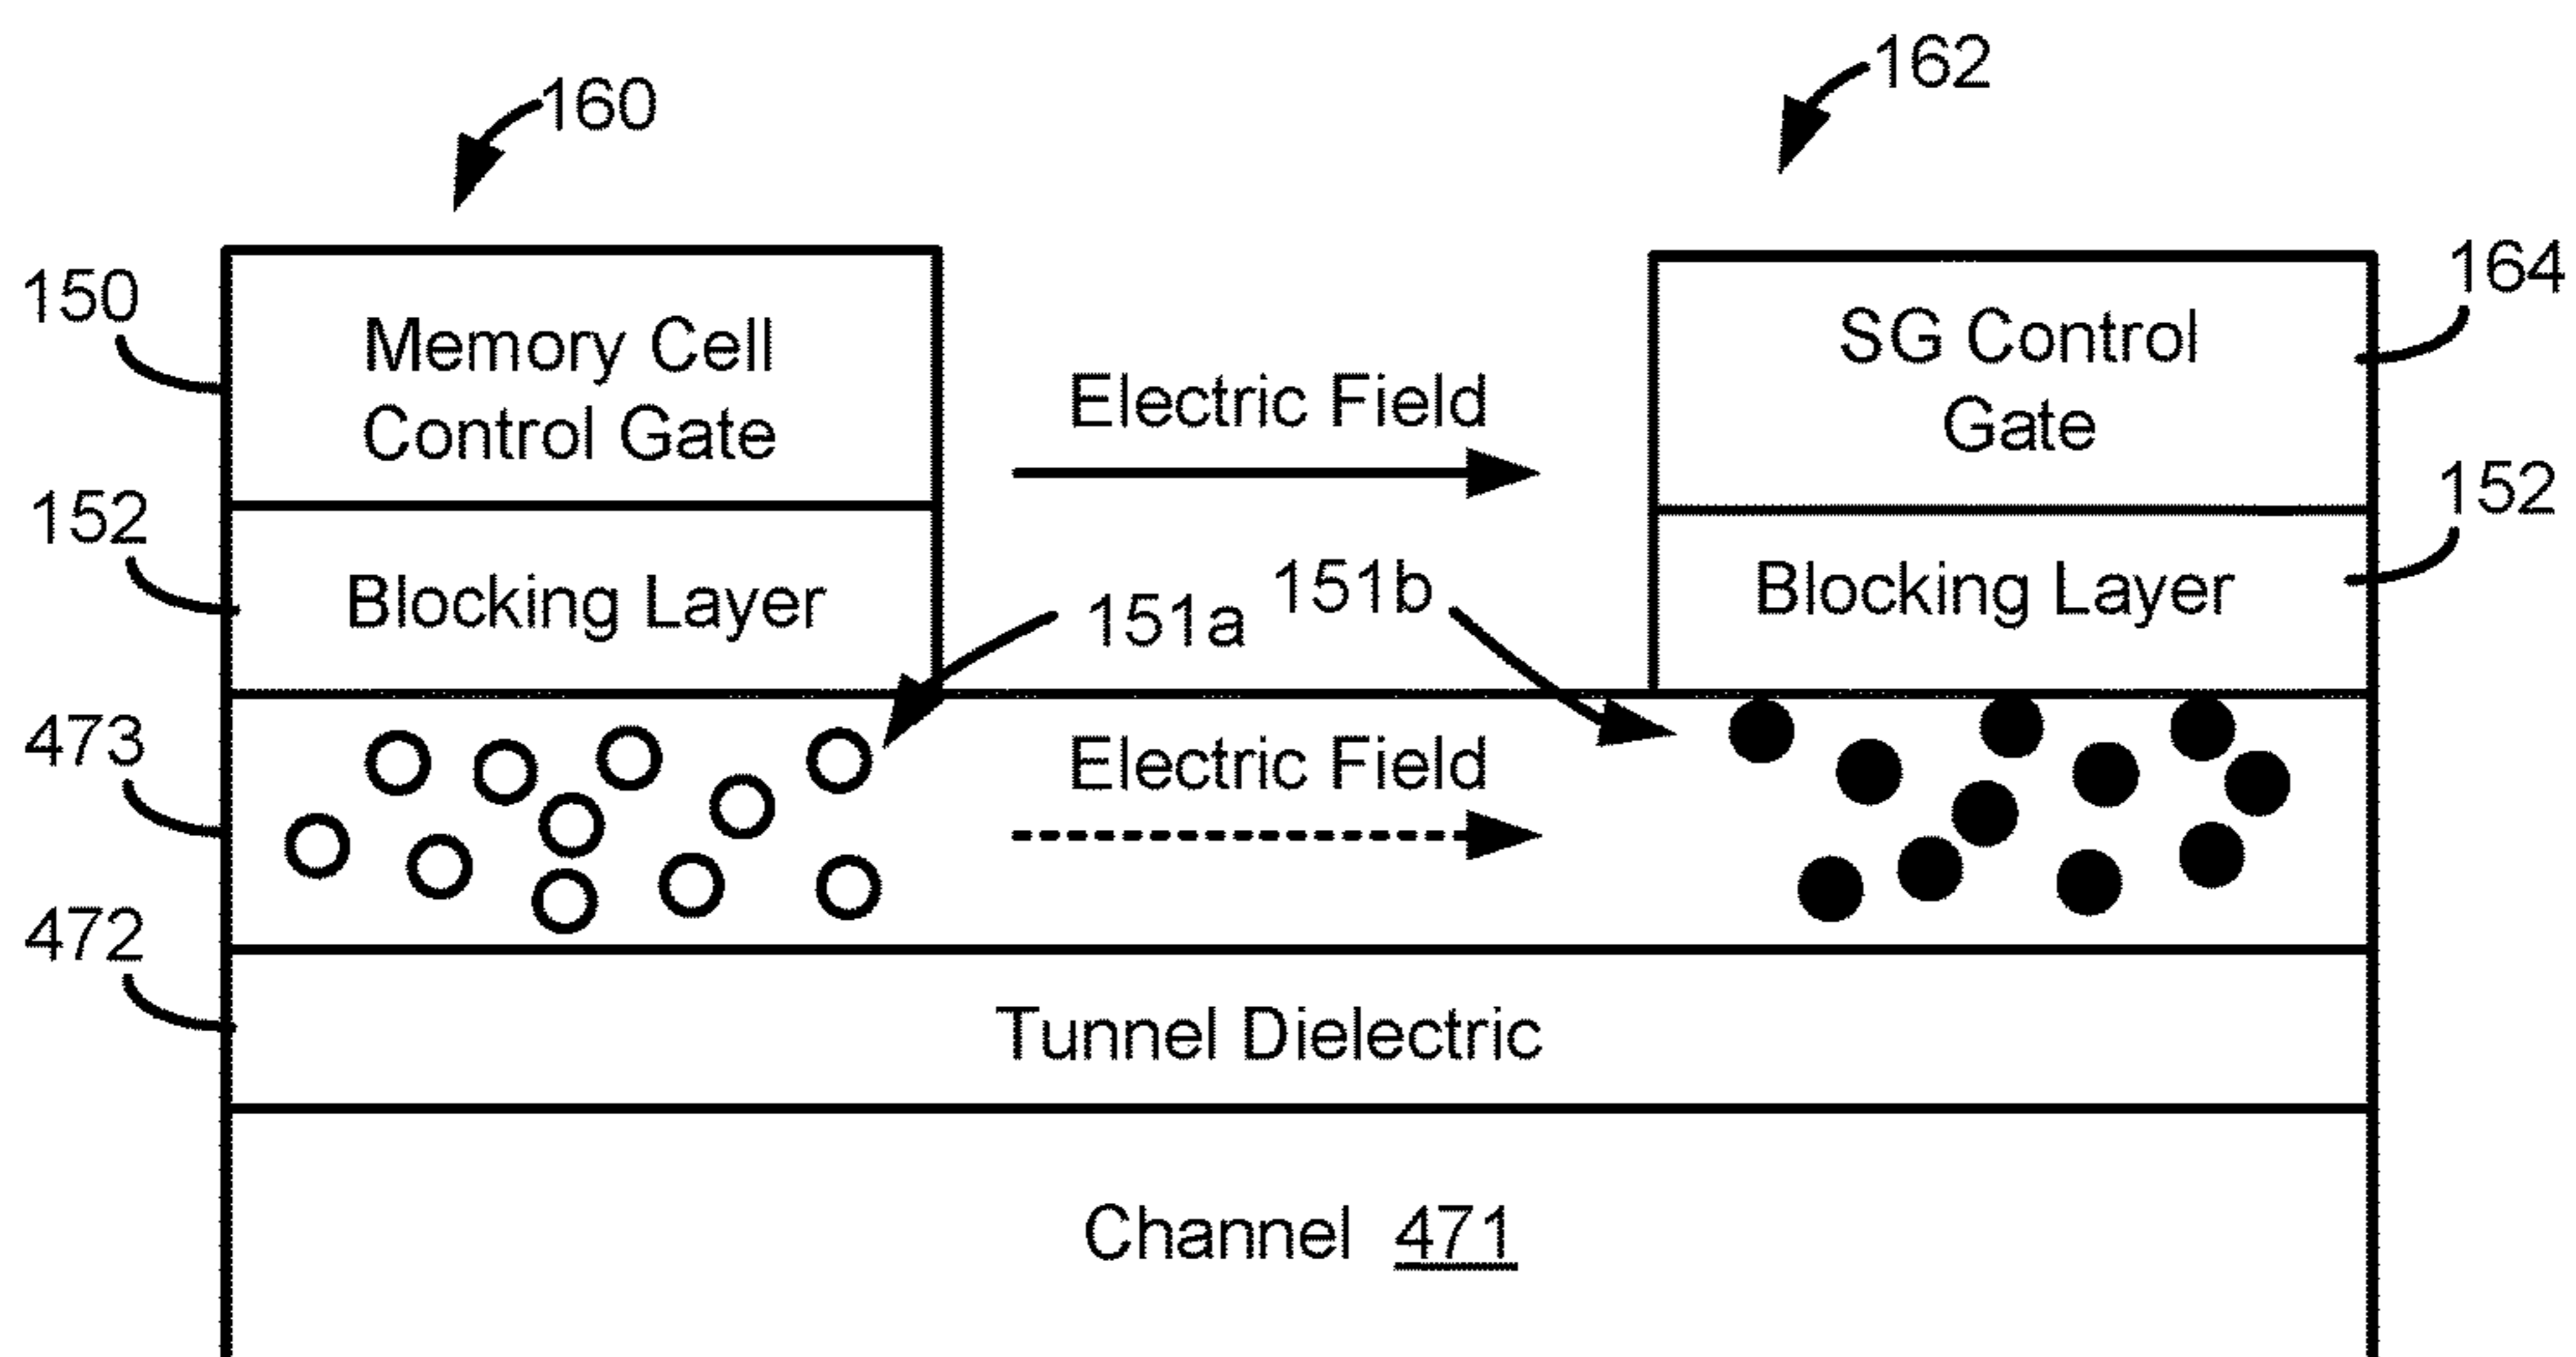 160
162
150
Memory Cell
Control Gate
Electric Field
SG Control
Gate
164
152
Blocking Layer
151a
151b
Blocking Layer
152
473
Electric Field
472
Tunnel Dielectric
Channel 471